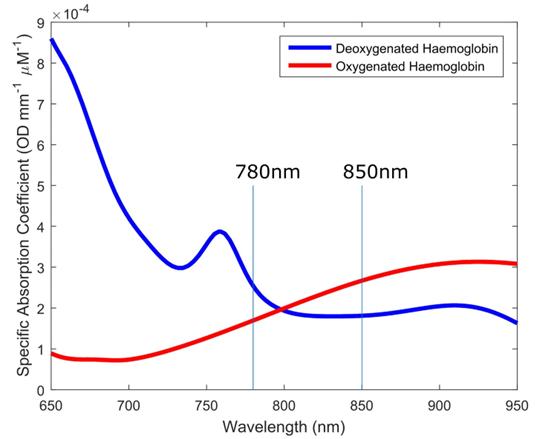 ×10⁻⁴
Deoxygenated Haemoglobin
Oxygenated Haemoglobin
780nm 850nm
Specific Absorption Coefficient (OD mm⁻¹ μM⁻¹)
9
8
7
6
5
4
3
2
1
0
650 700 750 800 850 900 950
Wavelength (nm)